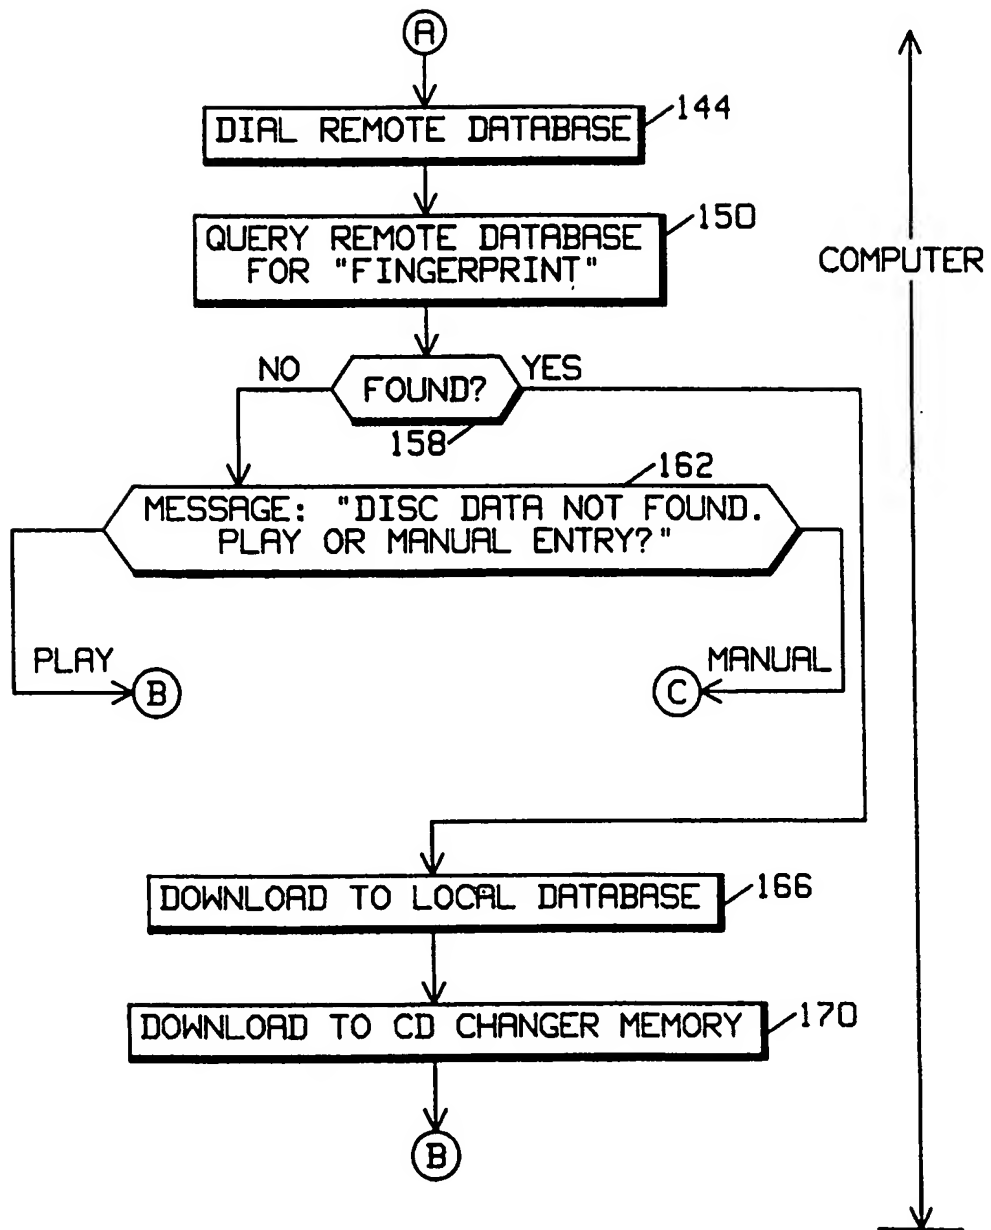 A
DIAL REMOTE DATABASE
144
QUERY REMOTE DATABASE
FOR "FINGERPRINT"
150
COMPUTER
NO
FOUND?
YES
158
162
MESSAGE: "DISC DATA NOT FOUND.
PLAY OR MANUAL ENTRY?"
PLAY
B
MANUAL
C
DOWNLOAD TO LOCAL DATABASE
166
DOWNLOAD TO CD CHANGER MEMORY
170
B